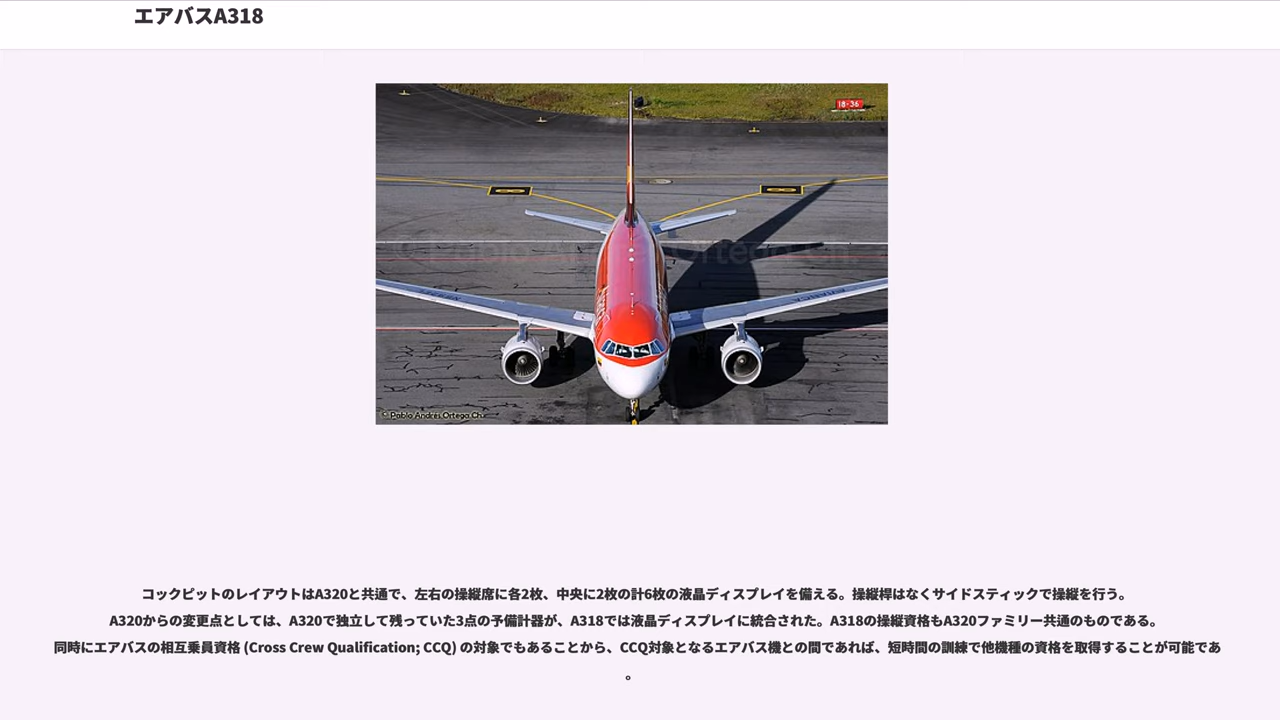 エアバスA318
18-36
© Pablo Andrés Ortega Ch.
コックピットのレイアウトはA320と共通で、左右の操縦席に各2枚、中央に2枚の計6枚の液晶ディスプレイを備える。操縦桿はなくサイドスティックで操縦を行う。
A320からの変更点としては、A320で独立して残っていた3点の予備計器が、A318では液晶ディスプレイに統合された。A318の操縦資格もA320ファミリー共通のものである。
同時にエアバスの相互乗員資格 (Cross Crew Qualification; CCQ) の対象でもあることから、CCQ対象となるエアバス機との間であれば、短時間の訓練で他機種の資格を取得することが可能であ
。